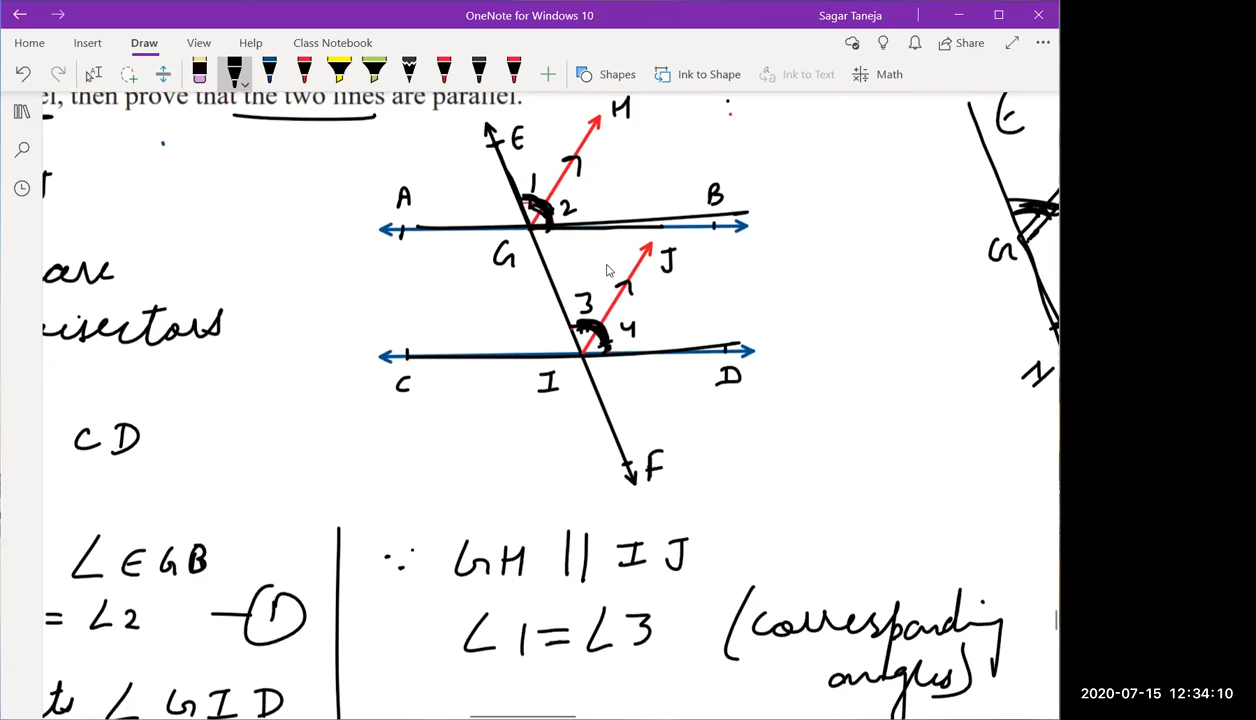 OneNote for Windows 10
Sagar Taneja
Home Insert Draw View Help Class Notebook
Share
Shapes Ink to Shape Ink to Text Math
then prove that the two lines are parallel.
H
E
E
1
A
2
B
G
G
J
are
3
4
bisectors
C
I
D
N
CD
F
∠EGB
∵ GH || IJ
= ∠2 — 1
∠1 = ∠3 (corresponding
angles)
∠GID
2020-07-15 12:34:10